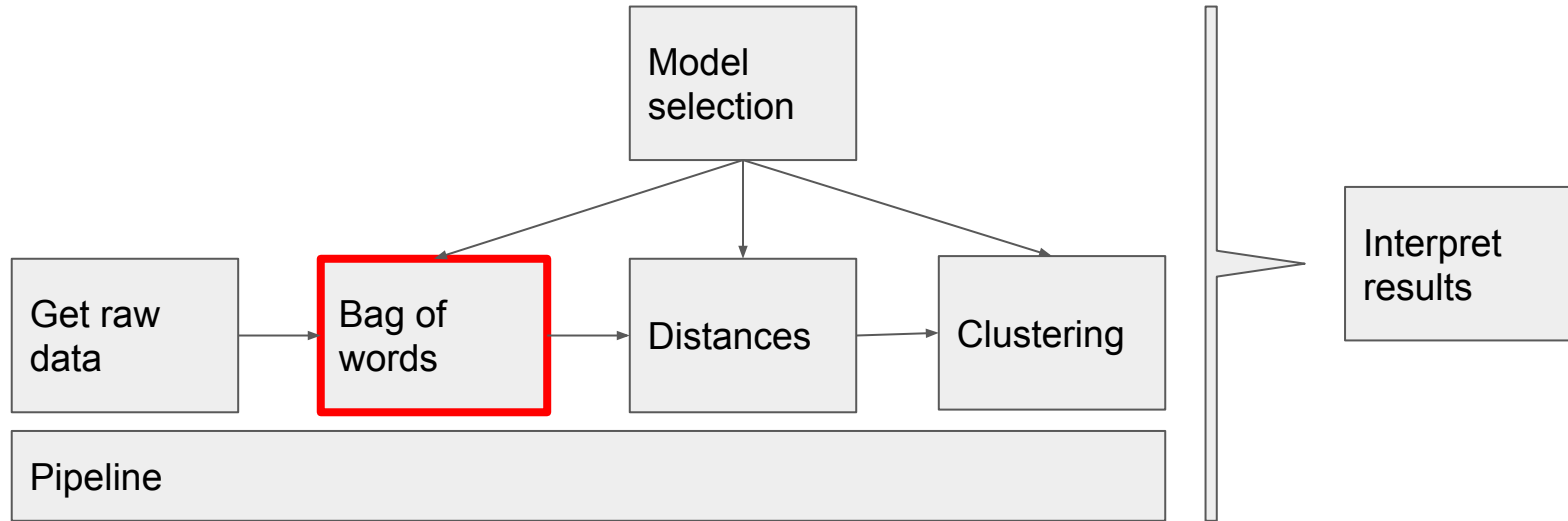 Model
selection
Get raw
data
Bag of
words
Distances
Clustering
Interpret
results
Pipeline